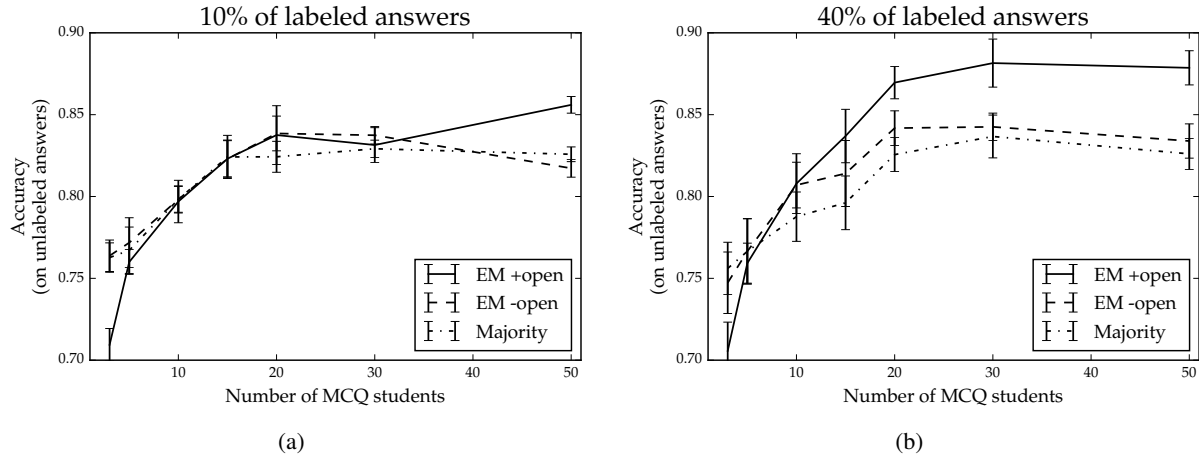 10% of labeled answers
0.90
0.85
0.80
0.75
0.70
Accuracy
(on unlabeled answers)
EM +open
EM -open
Majority
10
20
30
40
50
Number of MCQ students
(a)
40% of labeled answers
0.90
0.85
0.80
0.75
0.70
Accuracy
(on unlabeled answers)
EM +open
EM -open
Majority
10
20
30
40
50
Number of MCQ students
(b)